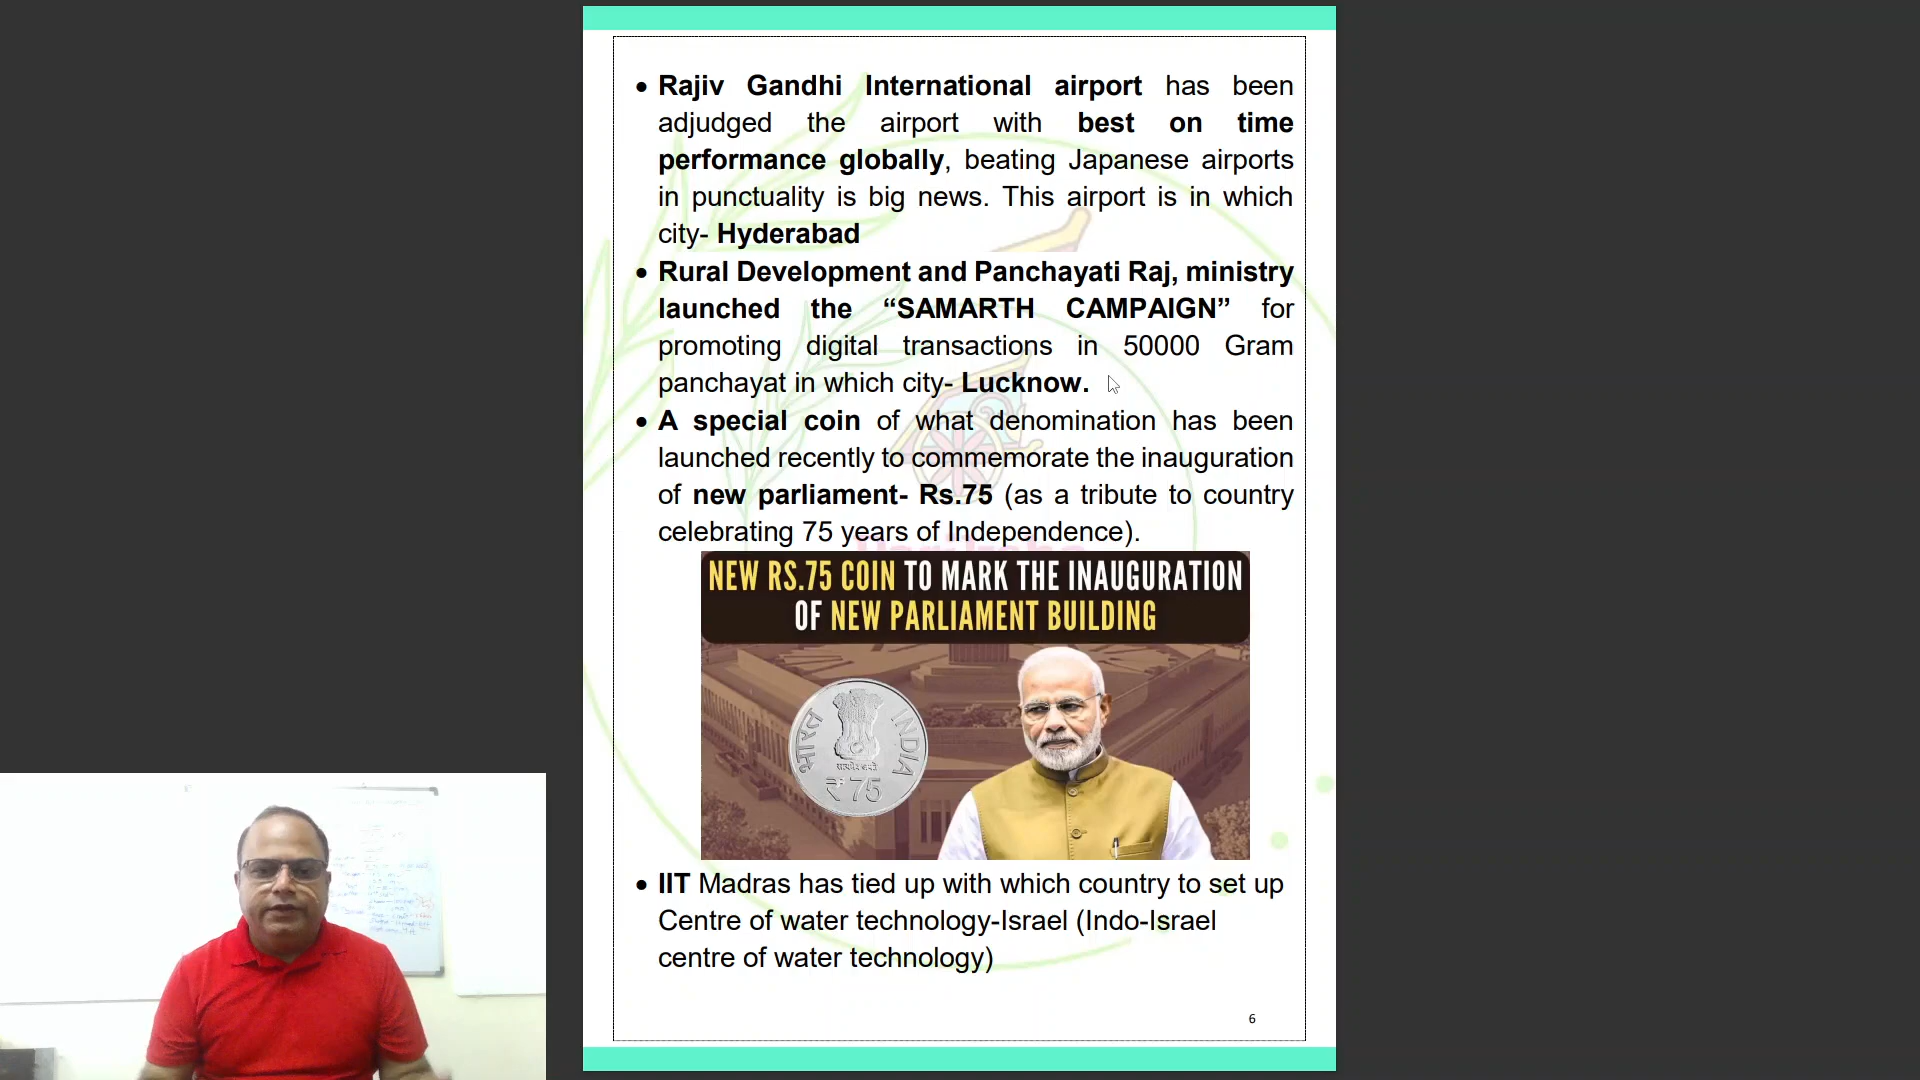 • Rajiv Gandhi International airport has been
adjudged the airport with best on time
performance globally, beating Japanese airports
in punctuality is big news. This airport is in which
city- Hyderabad
• Rural Development and Panchayati Raj, ministry
launched the “SAMARTH CAMPAIGN” for
promoting digital transactions in 50000 Gram
panchayat in which city- Lucknow.
• A special coin of what denomination has been
launched recently to commemorate the inauguration
of new parliament- Rs.75 (as a tribute to country
celebrating 75 years of Independence).
NEW RS.75 COIN TO MARK THE INAUGURATION
OF NEW PARLIAMENT BUILDING
भारत
INDIA
सत्यमेव जयते
₹ 75
• IIT Madras has tied up with which country to set up
Centre of water technology-Israel (Indo-Israel
centre of water technology)
6